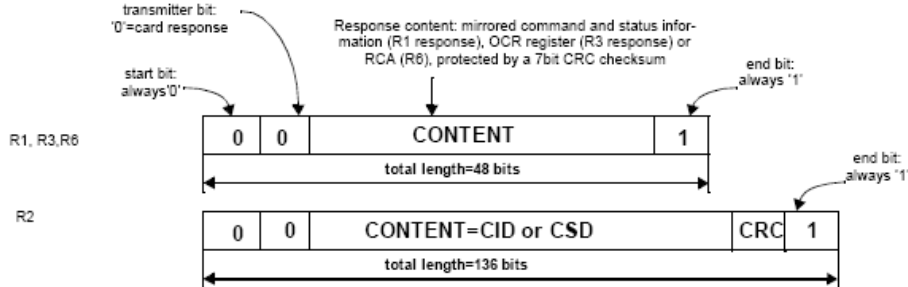 transmitter bit:
'0'=card response
Response content: mirrored command and status infor-
mation (R1 response), OCR register (R3 response) or
RCA (R6), protected by a 7bit CRC checksum
start bit:
always'0'
end bit:
always '1'
R1, R3,R6
0 0 CONTENT 1
total length=48 bits
end bit:
always '1'
R2
0 0 CONTENT=CID or CSD CRC 1
total length=136 bits